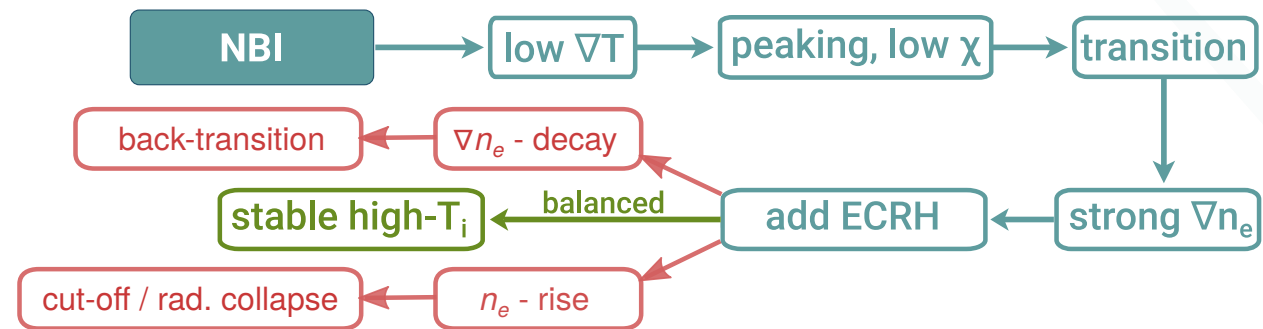 NBI
low ∇T
peaking, low χ
transition
back-transition
∇nₑ - decay
stable high-Tᵢ
balanced
add ECRH
strong ∇nₑ
cut-off / rad. collapse
nₑ - rise